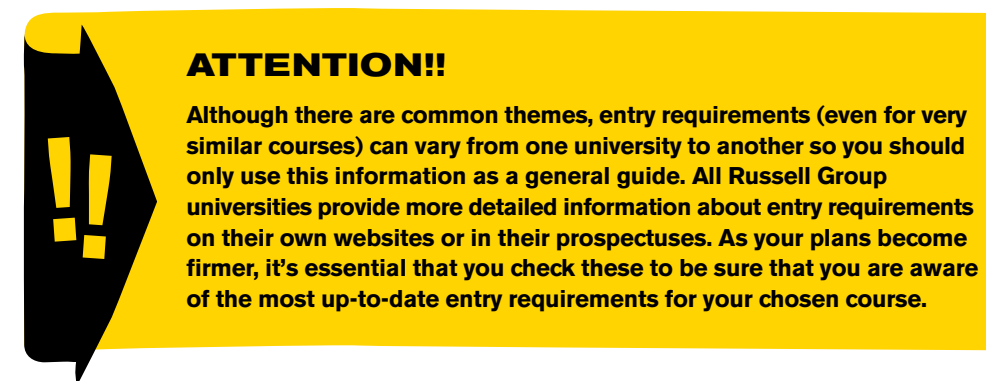 !!
ATTENTION!!
Although there are common themes, entry requirements (even for very
similar courses) can vary from one university to another so you should
only use this information as a general guide. All Russell Group
universities provide more detailed information about entry requirements
on their own websites or in their prospectuses. As your plans become
firmer, it’s essential that you check these to be sure that you are aware
of the most up-to-date entry requirements for your chosen course.